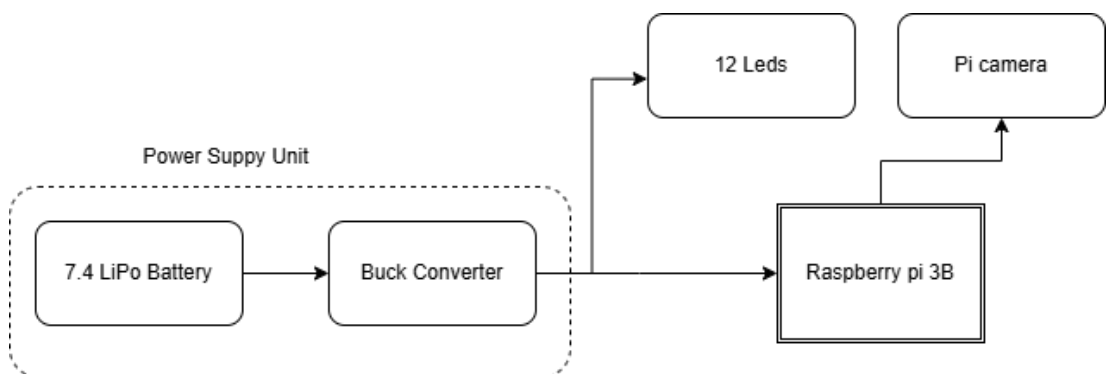 12 Leds
Pi camera
Power Suppy Unit
7.4 LiPo Battery
Buck Converter
Raspberry pi 3B